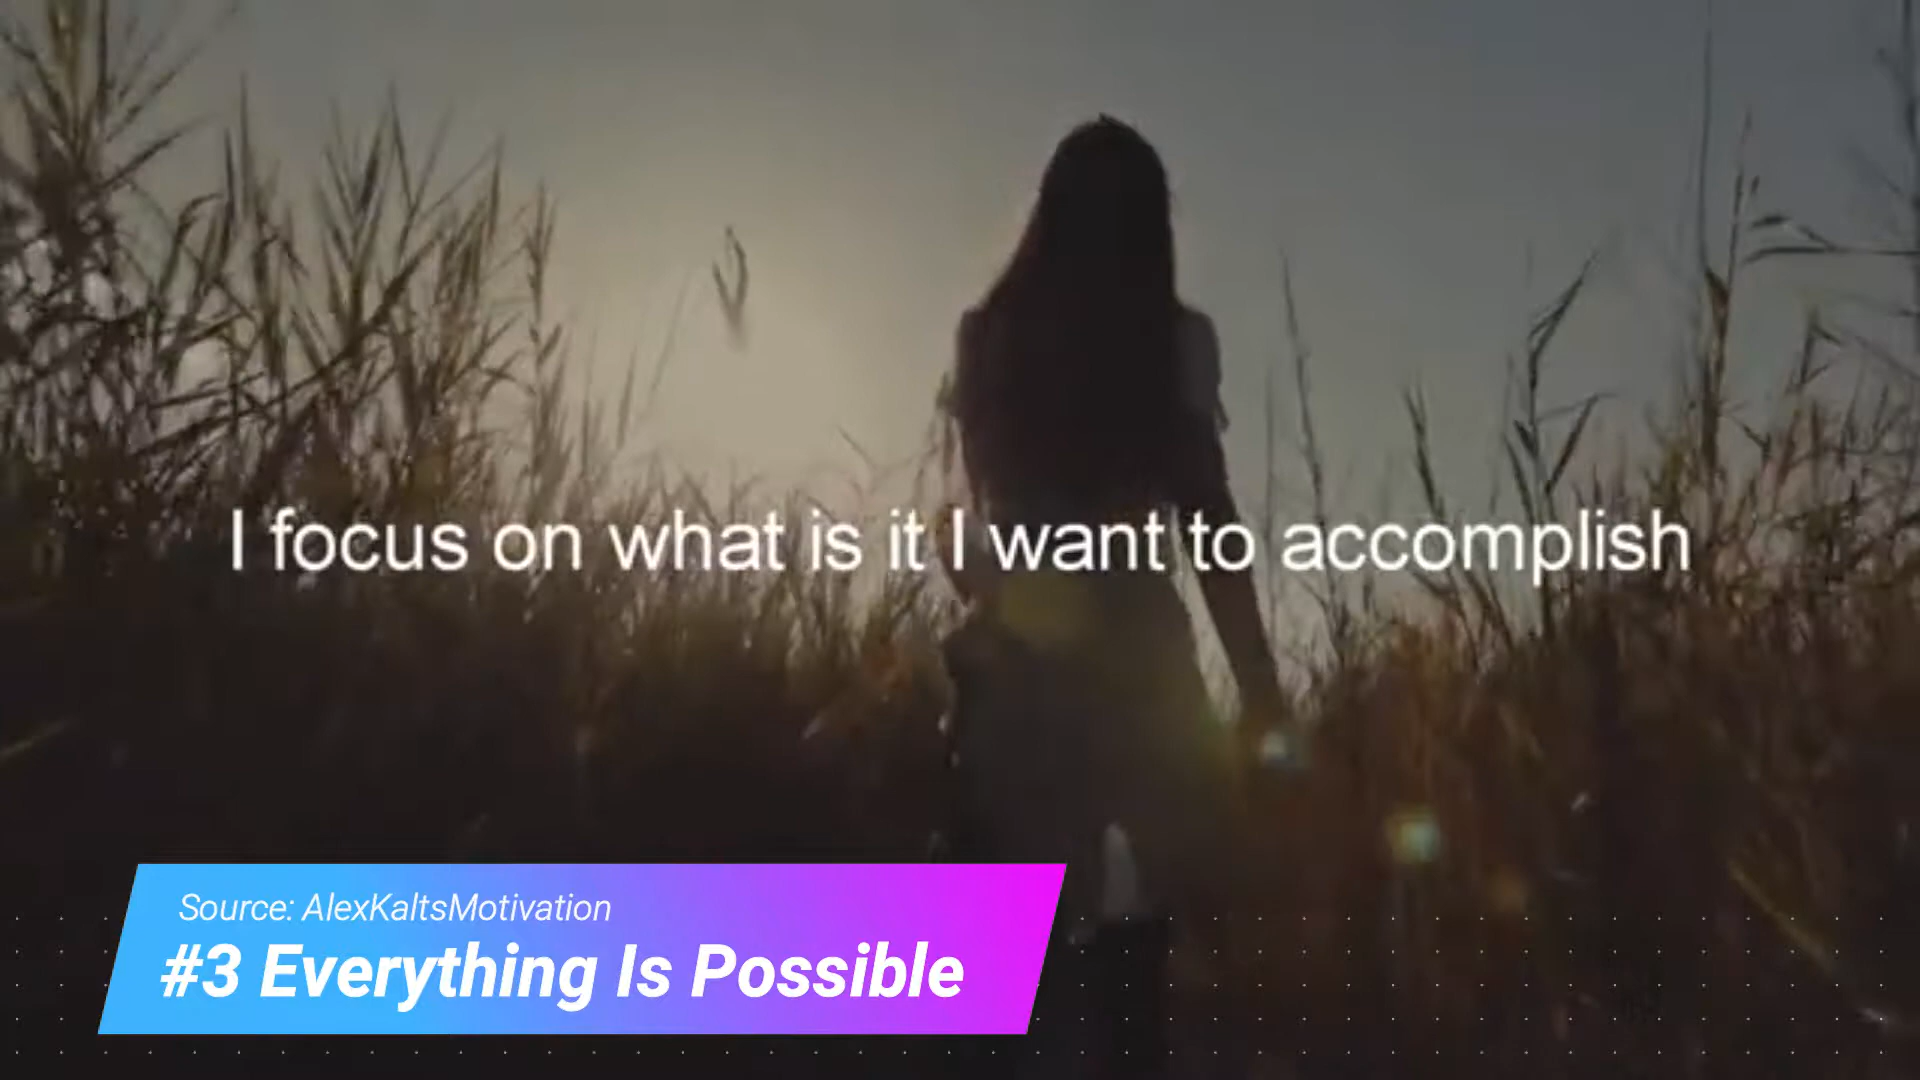 I focus on what is it I want to accomplish
Source: AlexKaltsMotivation
#3 Everything Is Possible